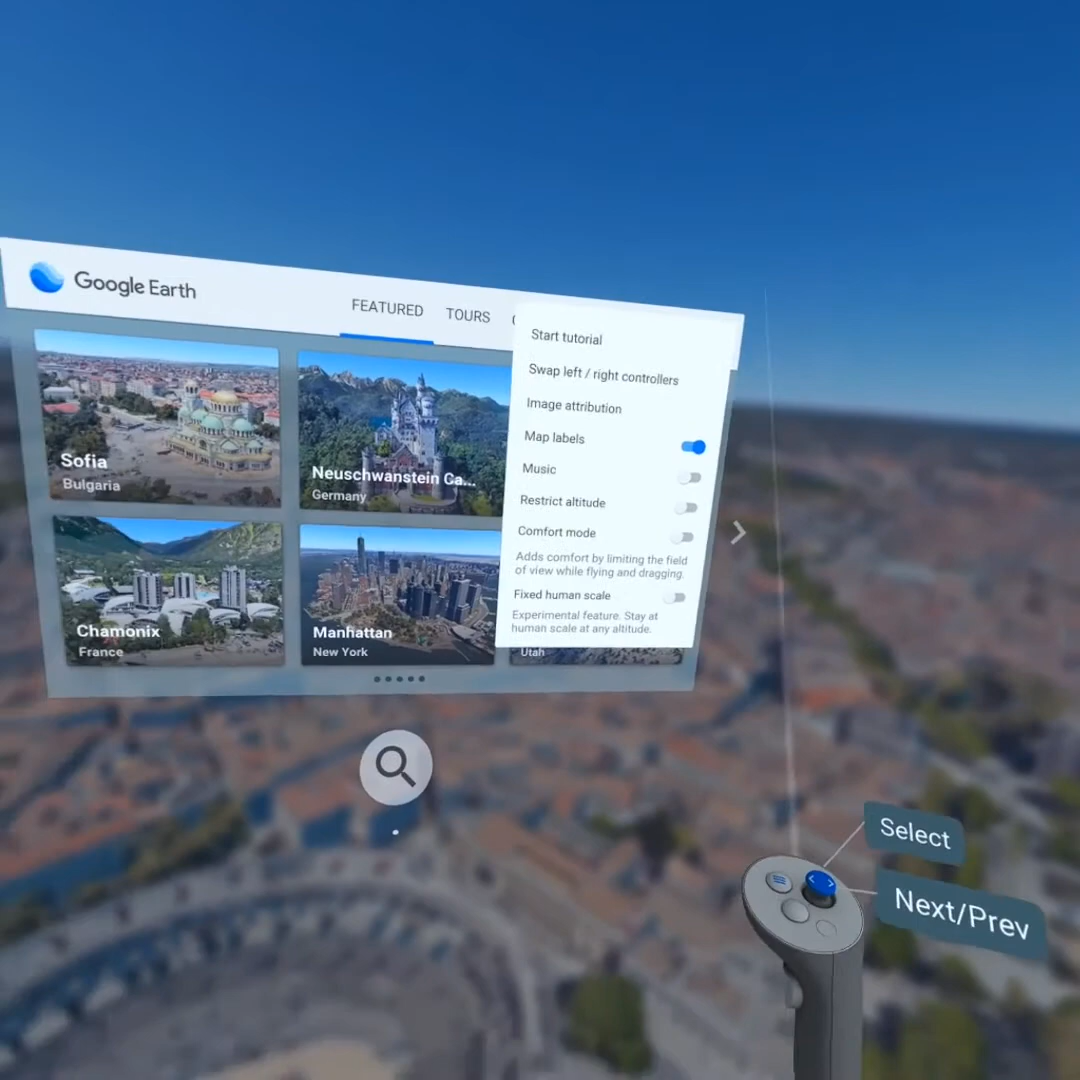 Google Earth
FEATURED
TOURS
Start tutorial
Swap left / right controllers
Image attribution
Map labels
Music
Restrict altitude
Comfort mode
Adds comfort by limiting the field
of view while flying and dragging.
Fixed human scale
Experimental feature. Stay at
human scale at any altitude.
Sofia
Bulgaria
Neuschwanstein Ca...
Germany
Chamonix
France
Manhattan
New York
Utah
Select
Next/Prev